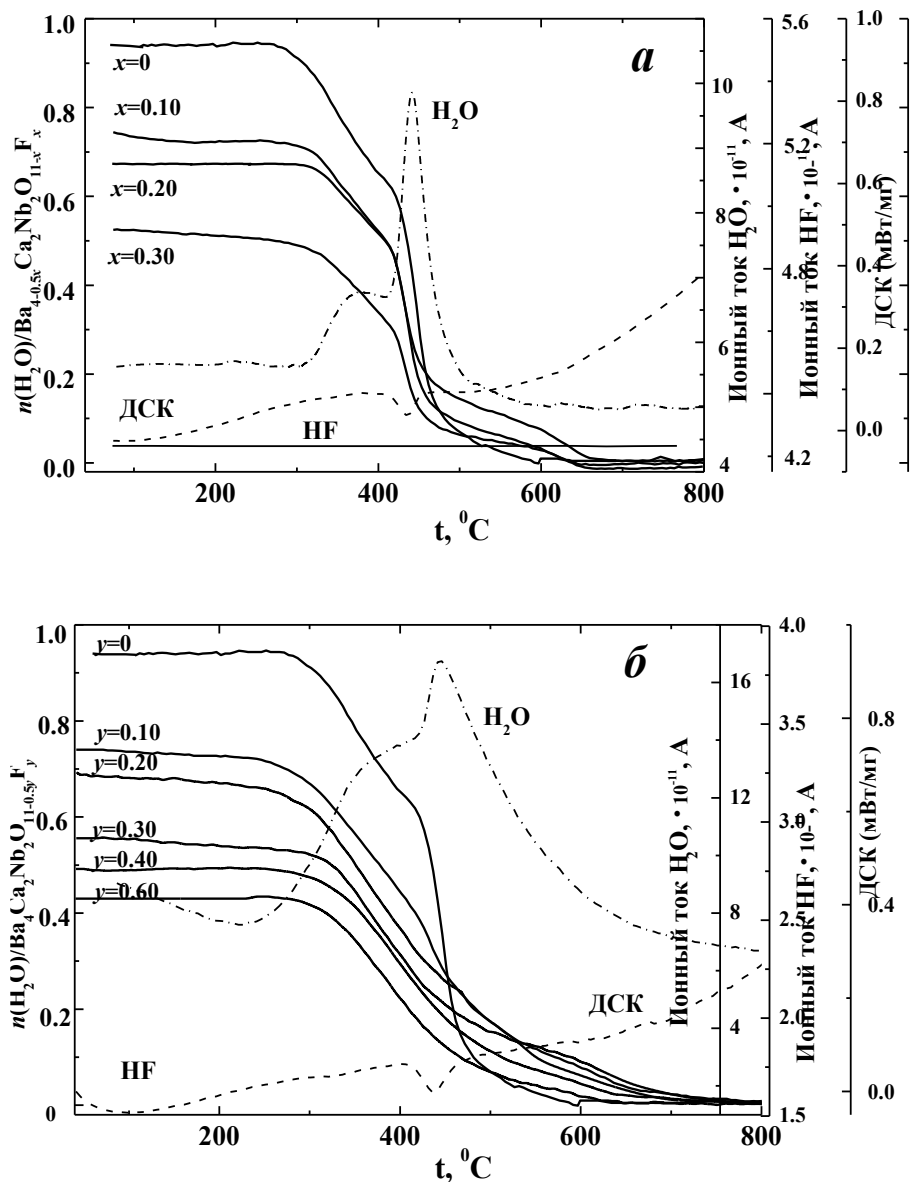 а
1.0
0.8
0.6
0.4
0.2
0.0
n(H2O)/Ba4-0.5xCa2Nb2O11-xFx
x=0
x=0.10
x=0.20
x=0.30
H2O
ДСК
HF
200
400
600
800
t, 0C
10
8
6
4
Ионный ток H2O, •10-11, А
5.6
5.2
4.8
4.2
Ионный ток HF, •10-12, А
1.0
0.8
0.6
0.4
0.2
0.0
ДСК (мВт/мг)
б
1.0
0.8
0.6
0.4
0.2
0
n(H2O)/Ba4Ca2Nb2O11-0.5yFy
y=0
y=0.10
y=0.20
y=0.30
y=0.40
y=0.60
H2O
ДСК
HF
200
400
600
800
t, 0C
16
12
8
4
Ионный ток H2O, •10-11, А
4.0
3.5
3.0
2.5
2.0
1.5
Ионный ток HF, •10-, А
0.8
0.4
0.0
ДСК (мВт/мг)